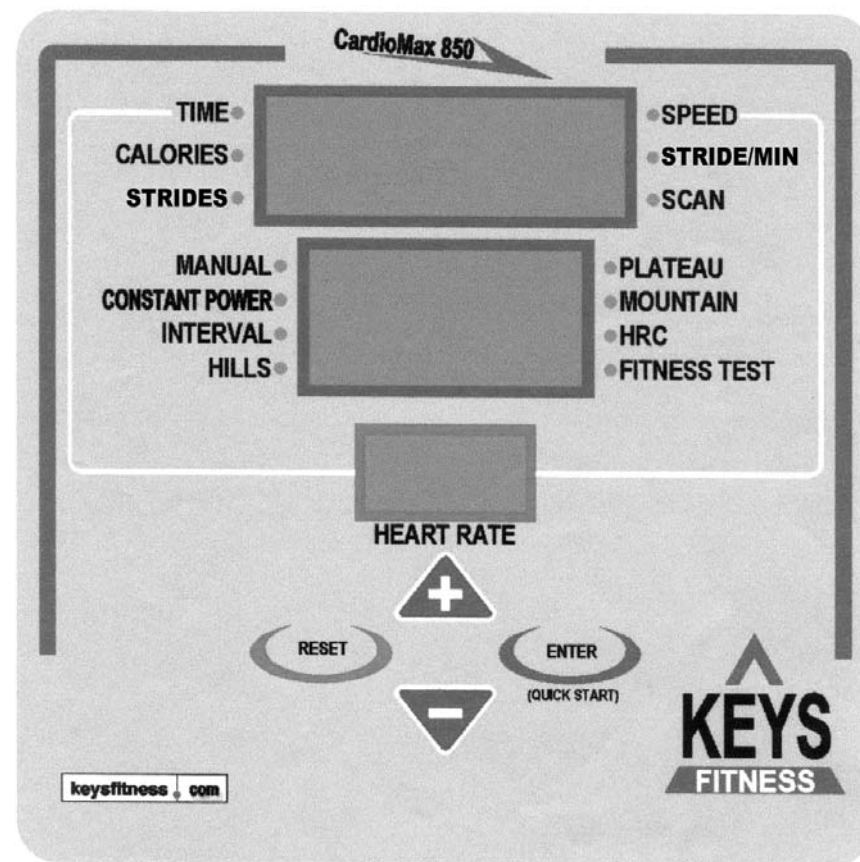 CardioMax 850
TIME
CALORIES
STRIDES
SPEED
STRIDE/MIN
SCAN
MANUAL
CONSTANT POWER
INTERVAL
HILLS
PLATEAU
MOUNTAIN
HRC
FITNESS TEST
HEART RATE
+
RESET
ENTER
(QUICK START)
-
KEYS
FITNESS
keysfitness.com